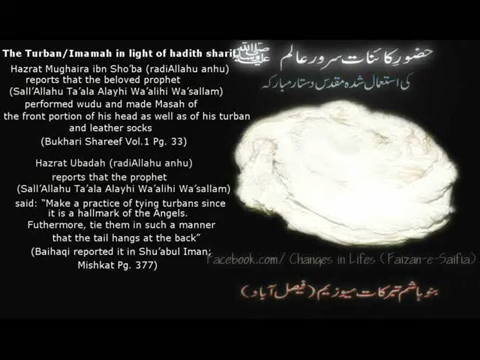 The Turban/Imamah in light of hadith sharif
Hazrat Mughaira ibn Sho’ba (radiAllahu anhu)
reports that the beloved prophet
(Sall’Allahu Ta’ala Alayhi Wa’alihi Wa’sallam)
performed wudu and made Masah of
the front portion of his head as well as of his turban
and leather socks
(Bukhari Shareef Vol.1 Pg. 33)
Hazrat Ubadah (radiAllahu anhu)
reports that the prophet
(Sall’Allahu Ta’ala Alayhi Wa’alihi Wa’sallam)
said: “Make a practice of tying turbans since
it is a hallmark of the Angels.
Futhermore, tie them in such a manner
that the tail hangs at the back”
(Baihaqi reported it in Shu’abul Iman;
Mishkat Pg. 377)
حضور کائنات سرور عالم ﷺ
کی استعمال شدہ مقدس دستار مبارکہ
Facebook.com/ Changes in Lifes (Faizan-e-Saifia)
بنو ہاشم تبرکات میوزیم (فیصل آباد)